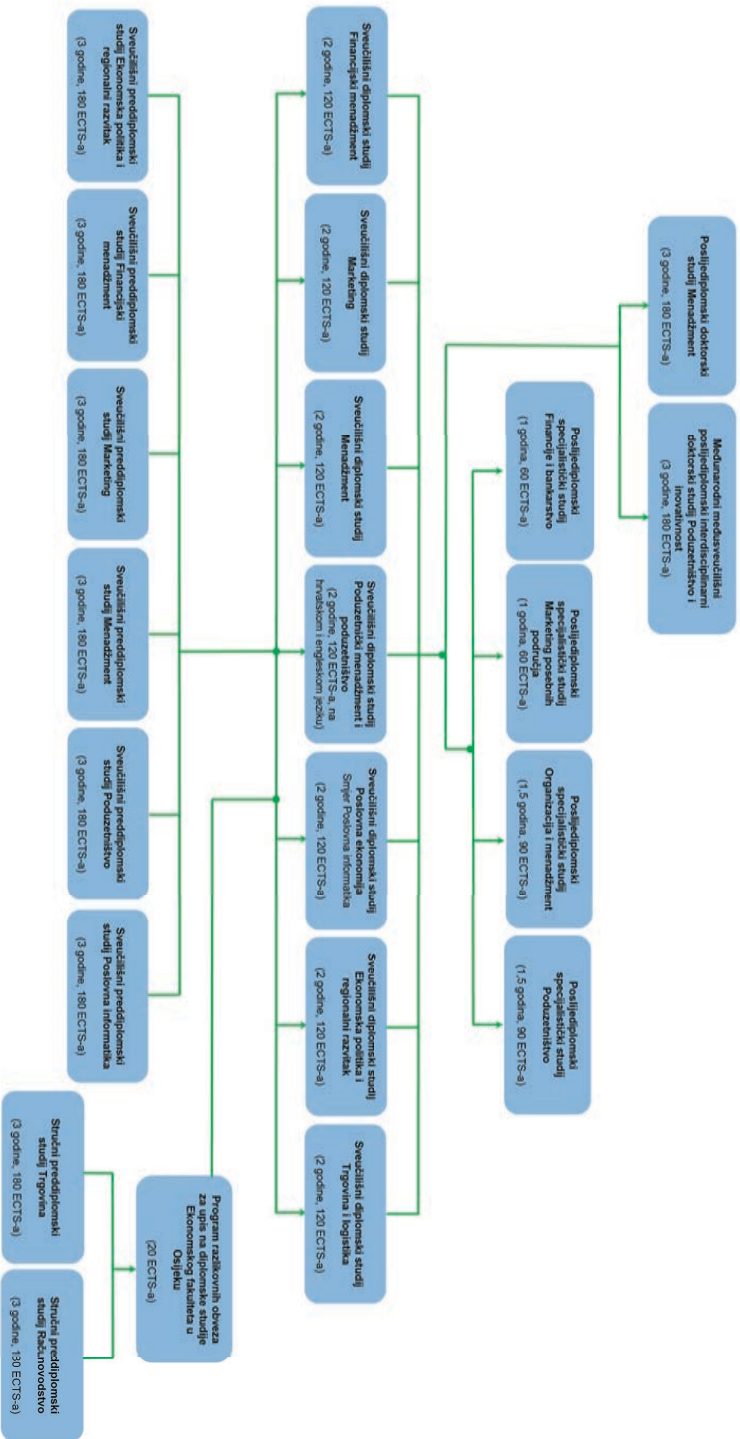 Poslijediplomski doktorski
studij Menadžment
(3 godine, 180 ECTS-a)
Međunarodni međusveučilišni
poslijediplomski interdisciplinarni
doktorski studij Poduzetništvo i
inovativnost
(3 godine, 180 ECTS-a)
Poslijediplomski
specijalistički studij
Financije i bankarstvo
(1 godina, 60 ECTS-a)
Poslijediplomski
specijalistički studij
Marketing posebnih
područja
(1 godina, 60 ECTS-a)
Poslijediplomski
specijalistički studij
Organizacija i menadžment
(1,5 godina, 90 ECTS-a)
Poslijediplomski
specijalistički studij
Poduzetništvo
(1,5 godina, 90 ECTS-a)
Sveučilišni diplomski studij
Financijski menadžment
(2 godine, 120 ECTS-a)
Sveučilišni diplomski studij
Marketing
(2 godine, 120 ECTS-a)
Sveučilišni diplomski studij
Menadžment
(2 godine, 120 ECTS-a)
Sveučilišni diplomski studij
Poduzetnički menadžment i
poduzetništvo
(2 godine, 120 ECTS-a, na
hrvatskom i engleskom jeziku)
Sveučilišni diplomski studij
Poslovna ekonomija
Smjer Poslovna informatika
(2 godine, 120 ECTS-a)
Sveučilišni diplomski studij
Ekonomska politika i
regionalni razvitak
(2 godine, 120 ECTS-a)
Sveučilišni diplomski studij
Trgovina i logistika
(2 godine, 120 ECTS-a)
Sveučilišni preddiplomski
studij Ekonomska politika i
regionalni razvitak
(3 godine, 180 ECTS-a)
Sveučilišni preddiplomski
studij Financijski
menadžment
(3 godine, 180 ECTS-a)
Sveučilišni preddiplomski
studij Marketing
(3 godine, 180 ECTS-a)
Sveučilišni preddiplomski
studij Menadžment
(3 godine, 180 ECTS-a)
Sveučilišni preddiplomski
studij Poduzetništvo
(3 godine, 180 ECTS-a)
Sveučilišni preddiplomski
studij Poslovna informatika
(3 godine, 180 ECTS-a)
Program razlikovnih obveza
za upis na diplomske studije
Ekonomskog fakulteta u
Osijeku
(20 ECTS-a)
Stručni preddiplomski
studij Trgovina
(3 godine, 180 ECTS-a)
Stručni preddiplomski
studij Računovodstvo
(3 godine, 180 ECTS-a)